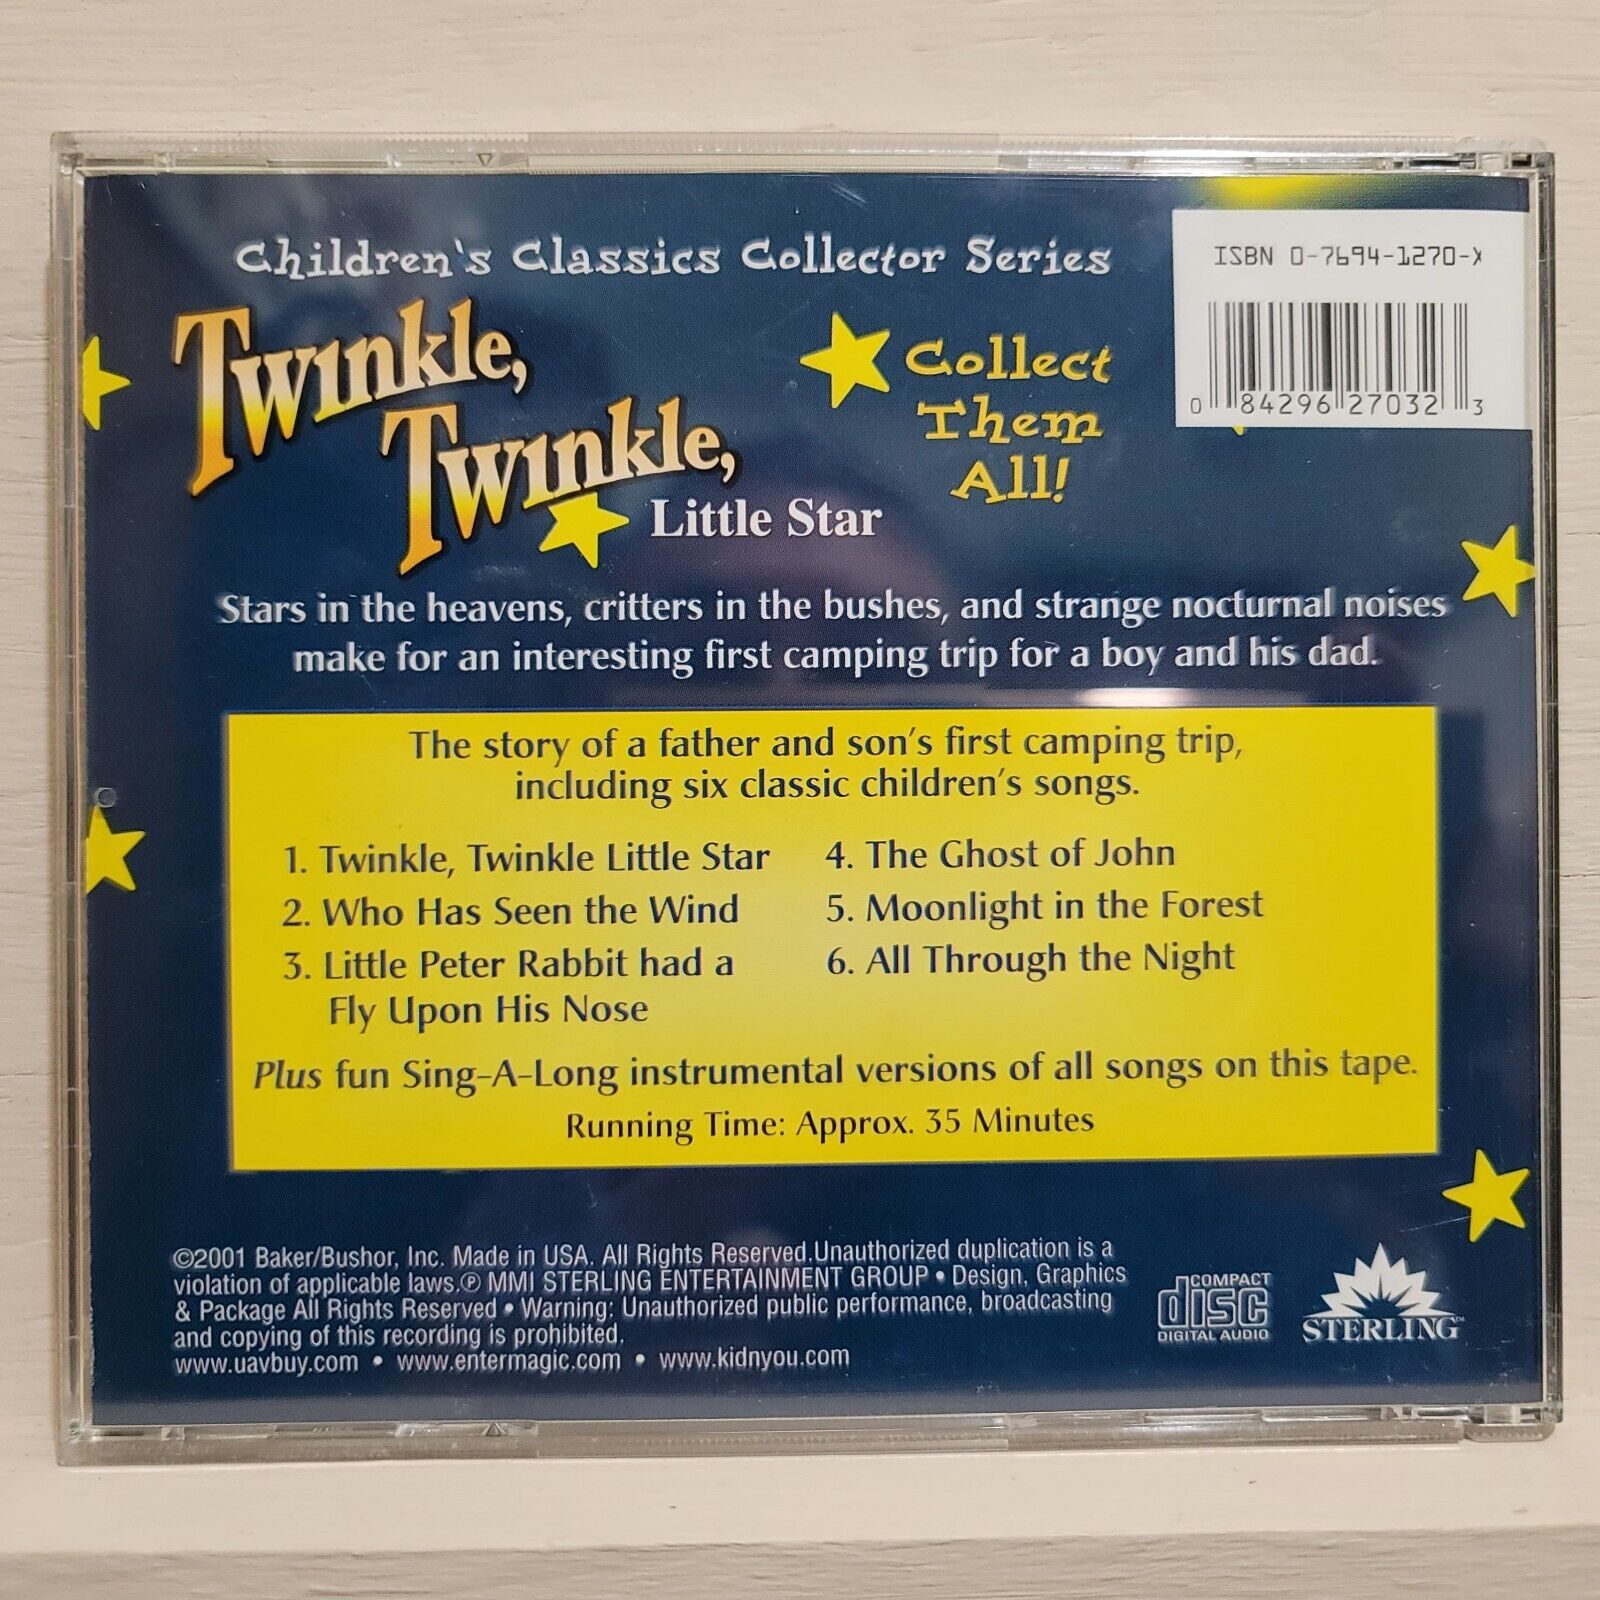 Children's Classics Collector Series
ISBN 0-7694-1270-X
0 84296 27032 3
Twinkle,
Twinkle,
Little Star
Collect
Them
All!
Stars in the heavens, critters in the bushes, and strange nocturnal noises
make for an interesting first camping trip for a boy and his dad.
The story of a father and son's first camping trip,
including six classic children's songs.
1. Twinkle, Twinkle Little Star
2. Who Has Seen the Wind
3. Little Peter Rabbit had a
Fly Upon His Nose
4. The Ghost of John
5. Moonlight in the Forest
6. All Through the Night
Plus fun Sing-A-Long instrumental versions of all songs on this tape.
Running Time: Approx. 35 Minutes
©2001 Baker/Bushor, Inc. Made in USA. All Rights Reserved.Unauthorized duplication is a
violation of applicable laws.℗ MMI STERLING ENTERTAINMENT GROUP • Design, Graphics
& Package All Rights Reserved • Warning: Unauthorized public performance, broadcasting
and copying of this recording is prohibited.
www.uavbuy.com • www.entermagic.com • www.kidnyou.com
COMPACT
disc
DIGITAL AUDIO
STERLING™